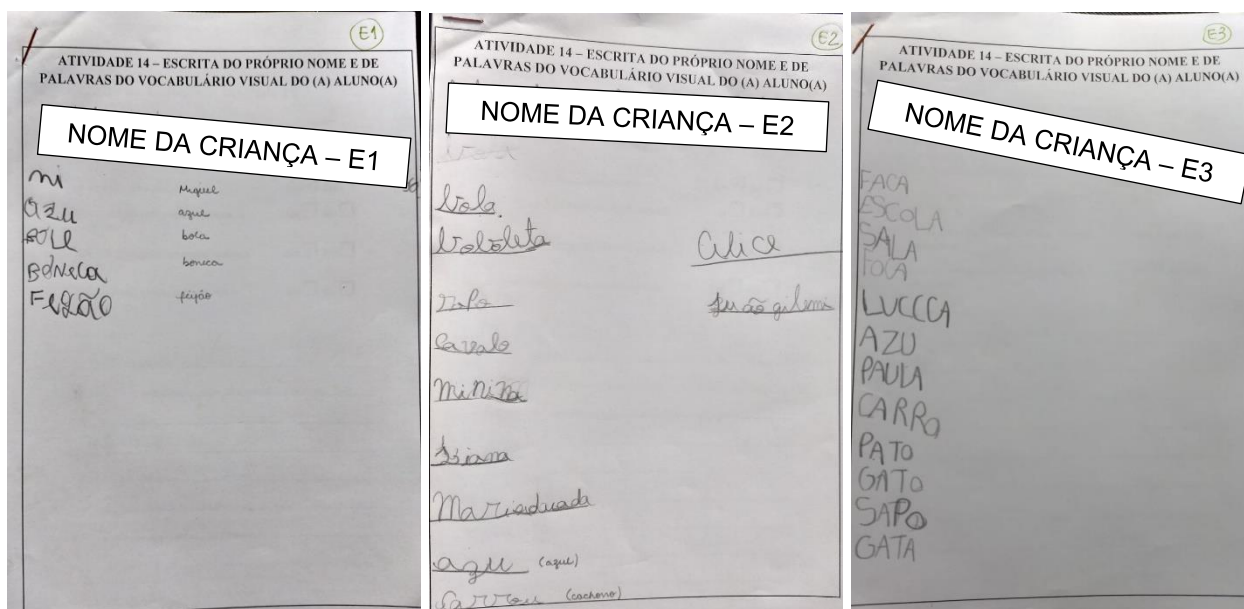 E1
ATIVIDADE 14 – ESCRITA DO PRÓPRIO NOME E DE
PALAVRAS DO VOCABULÁRIO VISUAL DO (A) ALUNO(A)
NOME DA CRIANÇA – E1
mi Miguel
azu azul
BOLE bola
BONeCa boneca
FeJÃO feijão
E2
ATIVIDADE 14 – ESCRITA DO PRÓPRIO NOME E DE
PALAVRAS DO VOCABULÁRIO VISUAL DO (A) ALUNO(A)
NOME DA CRIANÇA – E2
bola
boboleta alice
cavalo
minina
Mariaduada
azu (azul)
(cachorro)
E3
ATIVIDADE 14 – ESCRITA DO PRÓPRIO NOME E DE
PALAVRAS DO VOCABULÁRIO VISUAL DO (A) ALUNO(A)
NOME DA CRIANÇA – E3
FACA
ESCOLA
SALA
FOCA
LUCCCA
AZU
PAULA
CARRO
PATO
GATO
SAPO
GATA